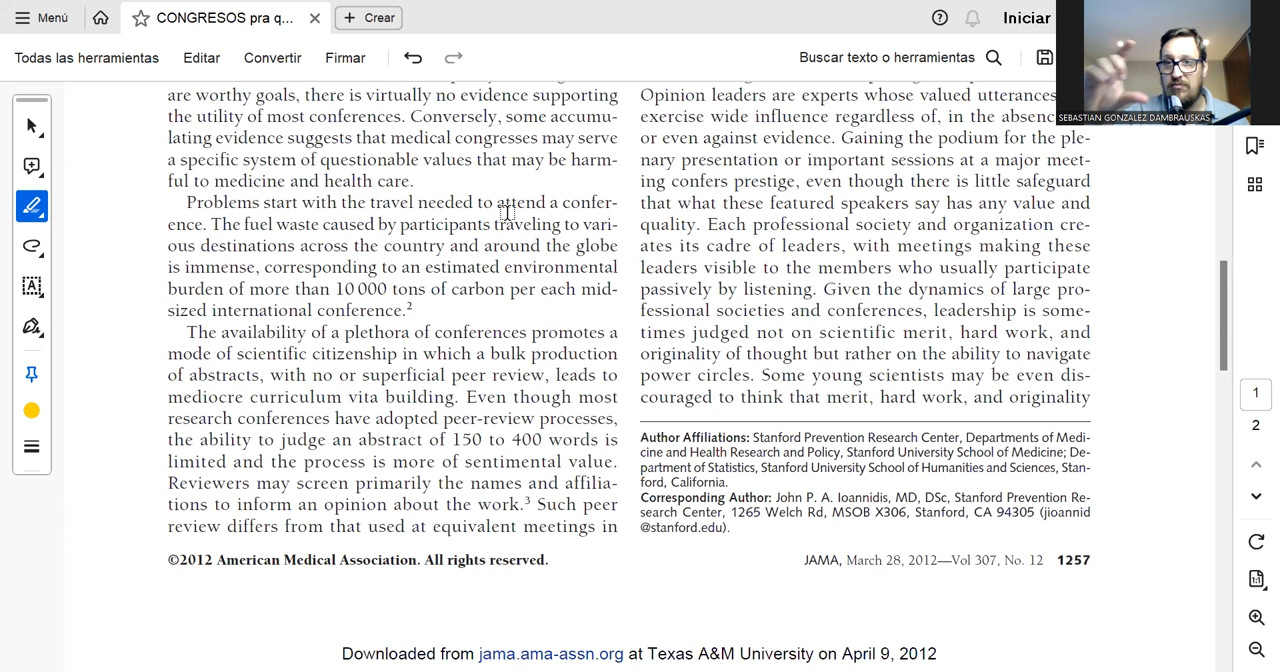 Menú
CONGRESOS pra q...
Crear
Iniciar
Todas las herramientas
Editar
Convertir
Firmar
Buscar texto o herramientas
SEBASTIAN GONZALEZ DAMBRAUSKAS
are worthy goals, there is virtually no evidence supporting
the utility of most conferences. Conversely, some accumu-
lating evidence suggests that medical congresses may serve
a specific system of questionable values that may be harm-
ful to medicine and health care.
Problems start with the travel needed to attend a confer-
ence. The fuel waste caused by participants traveling to vari-
ous destinations across the country and around the globe
is immense, corresponding to an estimated environmental
burden of more than 10 000 tons of carbon per each mid-
sized international conference.2
The availability of a plethora of conferences promotes a
mode of scientific citizenship in which a bulk production
of abstracts, with no or superficial peer review, leads to
mediocre curriculum vita building. Even though most
research conferences have adopted peer-review processes,
the ability to judge an abstract of 150 to 400 words is
limited and the process is more of sentimental value.
Reviewers may screen primarily the names and affilia-
tions to inform an opinion about the work.3 Such peer
review differs from that used at equivalent meetings in
Opinion leaders are experts whose valued utterances
exercise wide influence regardless of, in the absenc
or even against evidence. Gaining the podium for the ple-
nary presentation or important sessions at a major meet-
ing confers prestige, even though there is little safeguard
that what these featured speakers say has any value and
quality. Each professional society and organization cre-
ates its cadre of leaders, with meetings making these
leaders visible to the members who usually participate
passively by listening. Given the dynamics of large pro-
fessional societies and conferences, leadership is some-
times judged not on scientific merit, hard work, and
originality of thought but rather on the ability to navigate
power circles. Some young scientists may be even dis-
couraged to think that merit, hard work, and originality
Author Affiliations: Stanford Prevention Research Center, Departments of Medi-
cine and Health Research and Policy, Stanford University School of Medicine; De-
partment of Statistics, Stanford University School of Humanities and Sciences, Stan-
ford, California.
Corresponding Author: John P. A. Ioannidis, MD, DSc, Stanford Prevention Re-
search Center, 1265 Welch Rd, MSOB X306, Stanford, CA 94305 (jioannid
@stanford.edu).
©2012 American Medical Association. All rights reserved.
JAMA, March 28, 2012—Vol 307, No. 12 1257
Downloaded from jama.ama-assn.org at Texas A&M University on April 9, 2012
1
2
1:1